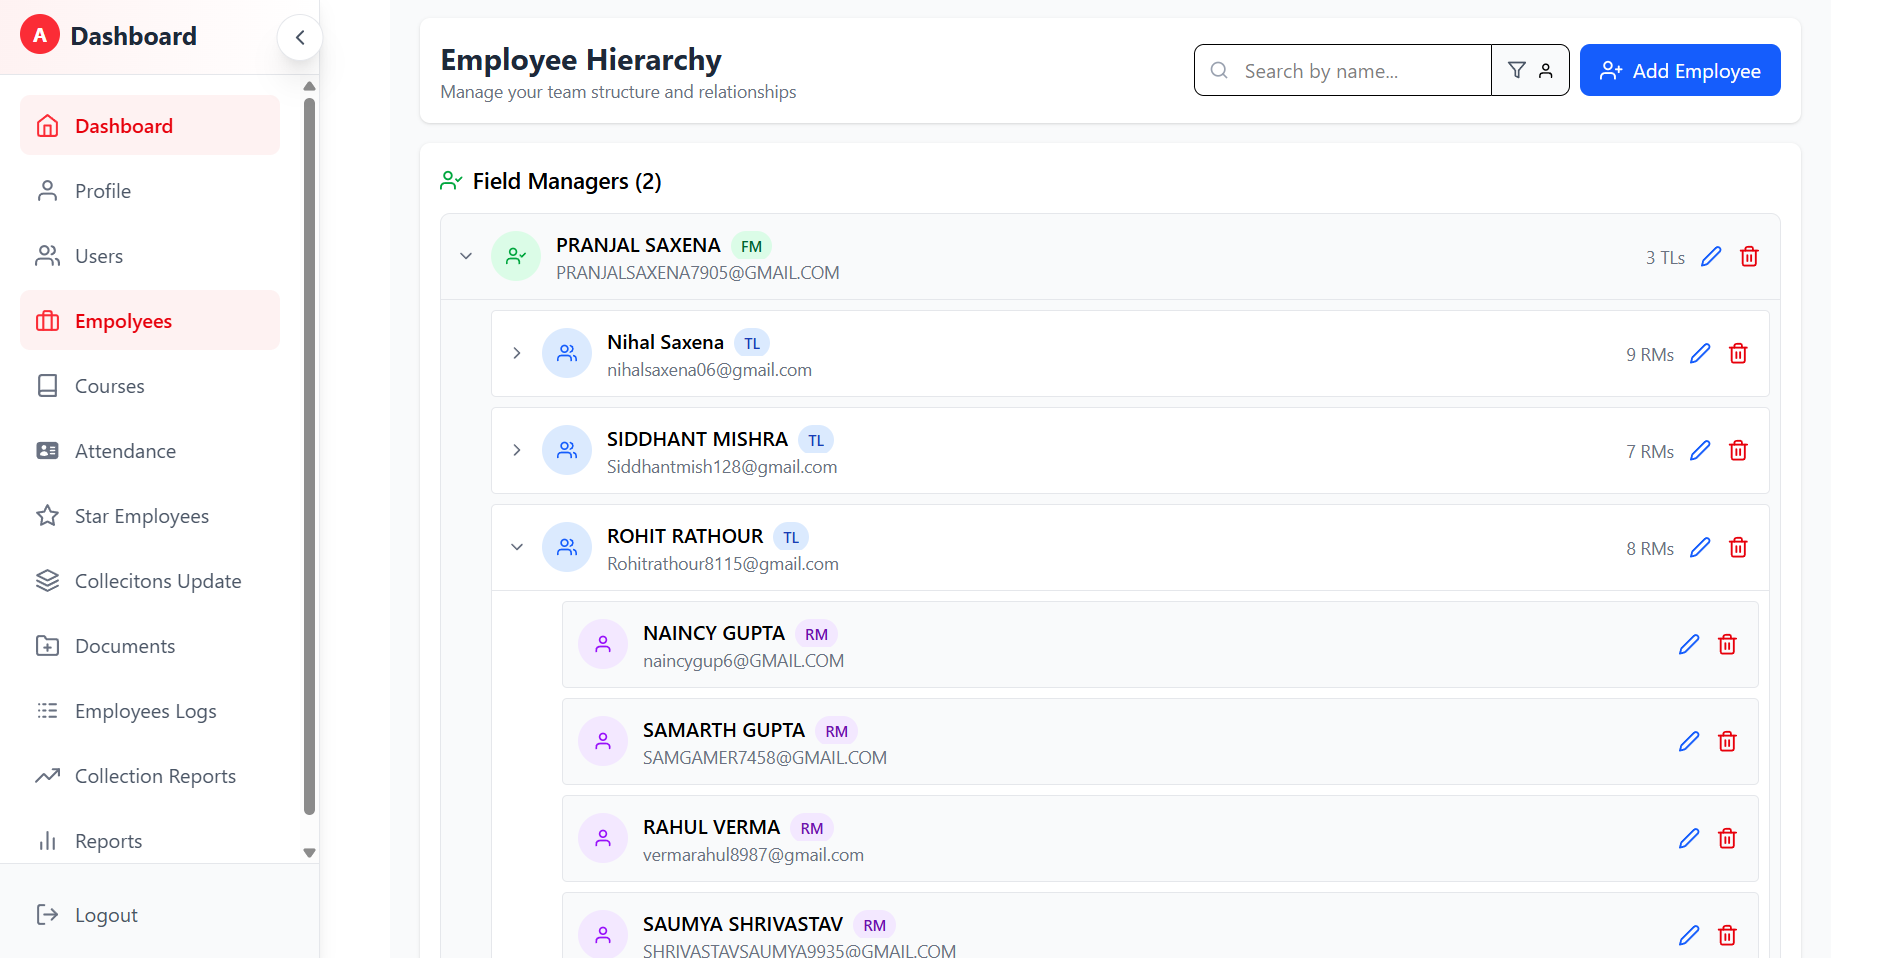 A Dashboard
Dashboard
Profile
Users
Empolyees
Courses
Attendance
Star Employees
Collecitons Update
Documents
Employees Logs
Collection Reports
Reports
Logout
Employee Hierarchy
Manage your team structure and relationships
Search by name...
Add Employee
Field Managers (2)
PRANJAL SAXENA FM
PRANJALSAXENA7905@GMAIL.COM
3 TLs
Nihal Saxena TL
nihalsaxena06@gmail.com
9 RMs
SIDDHANT MISHRA TL
Siddhantmish128@gmail.com
7 RMs
ROHIT RATHOUR TL
Rohitrathour8115@gmail.com
8 RMs
NAINCY GUPTA RM
naincygup6@GMAIL.COM
SAMARTH GUPTA RM
SAMGAMER7458@GMAIL.COM
RAHUL VERMA RM
vermarahul8987@gmail.com
SAUMYA SHRIVASTAV RM
SHRIVASTAVSAUMYA9935@GMAIL.COM